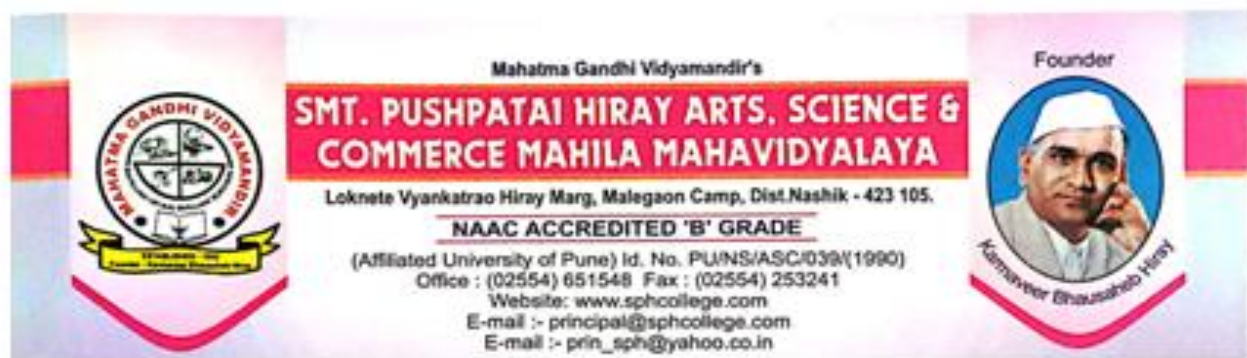 Mahatma Gandhi Vidyamandir's
SMT. PUSHPATAI HIRAY ARTS, SCIENCE &
COMMERCE MAHILA MAHAVIDYALAYA
Loknete Vyankatrao Hiray Marg, Malegaon Camp, Dist.Nashik - 423 105.
NAAC ACCREDITED 'B' GRADE
(Affiliated University of Pune) Id. No. PU/NS/ASC/039/(1990)
Office : (02554) 651548 Fax : (02554) 253241
Website: www.sphcollege.com
E-mail :- principal@sphcollege.com
E-mail :- prin_sph@yahoo.co.in
MAHATMA GANDHI VIDYAMANDIR
Founder
Karmaveer Bhausaheb Hiray